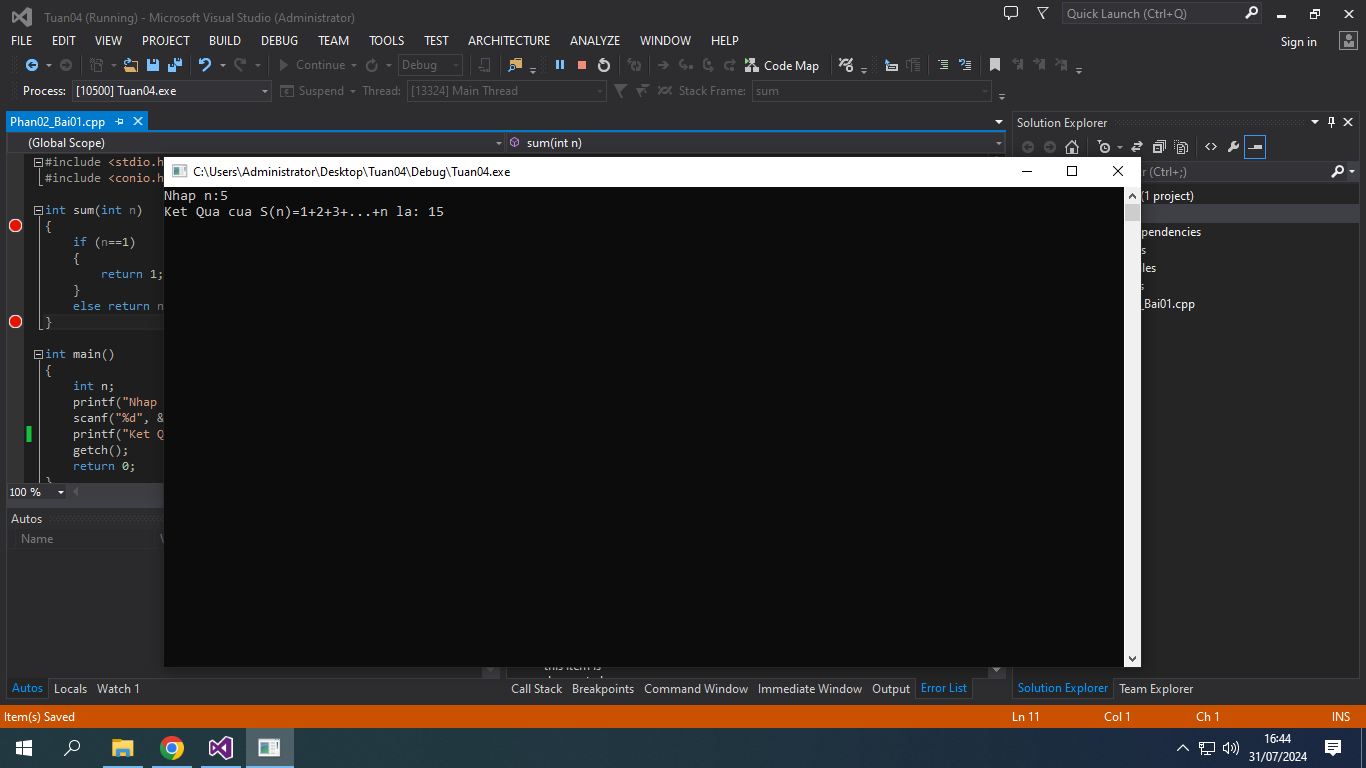 Tuan04 (Running) - Microsoft Visual Studio (Administrator)
Quick Launch (Ctrl+Q)
FILE EDIT VIEW PROJECT BUILD DEBUG TEAM TOOLS TEST ARCHITECTURE ANALYZE WINDOW HELP
Sign in
Continue Debug Code Map
Process: [10500] Tuan04.exe Suspend Thread: [13324] Main Thread Stack Frame: sum
Phan02_Bai01.cpp
Solution Explorer
(Global Scope) sum(int n)
#include <stdio.h
#include <conio.h
int sum(int n)
{
if (n==1)
{
return 1;
}
else return n
}
int main()
{
int n;
printf("Nhap
scanf("%d", &
printf("Ket Q
getch();
return 0;
C:\Users\Administrator\Desktop\Tuan04\Debug\Tuan04.exe
Nhap n:5
Ket Qua cua S(n)=1+2+3+...+n la: 15
(Ctrl+;)
(1 project)
pendencies
s
les
s
_Bai01.cpp
100 %
Autos
Name
this item is
Autos Locals Watch 1
Call Stack Breakpoints Command Window Immediate Window Output Error List
Solution Explorer Team Explorer
Item(s) Saved
Ln 11 Col 1 Ch 1 INS
16:44
31/07/2024